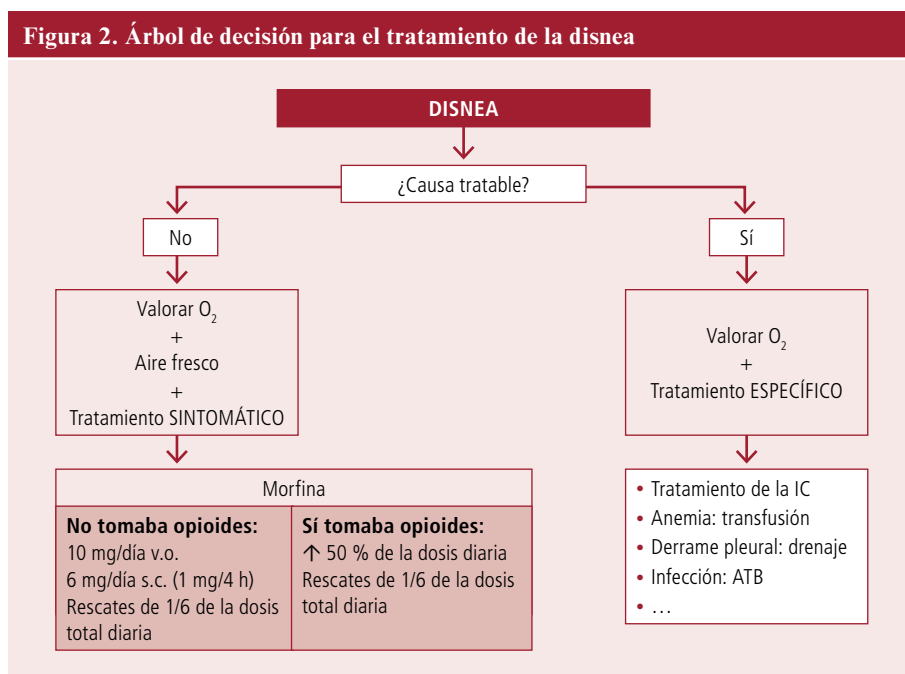 Figura 2. Árbol de decisión para el tratamiento de la disnea
DISNEA
¿Causa tratable?
No
Valorar O₂
+
Aire fresco
+
Tratamiento SINTOMÁTICO
Morfina
No tomaba opioides:
10 mg/día v.o.
6 mg/día s.c. (1 mg/4 h)
Rescates de 1/6 de la dosis
total diaria
Sí tomaba opioides:
↑ 50 % de la dosis diaria
Rescates de 1/6 de la dosis
total diaria
Sí
Valorar O₂
+
Tratamiento ESPECÍFICO
• Tratamiento de la IC
• Anemia: transfusión
• Derrame pleural: drenaje
• Infección: ATB
• …